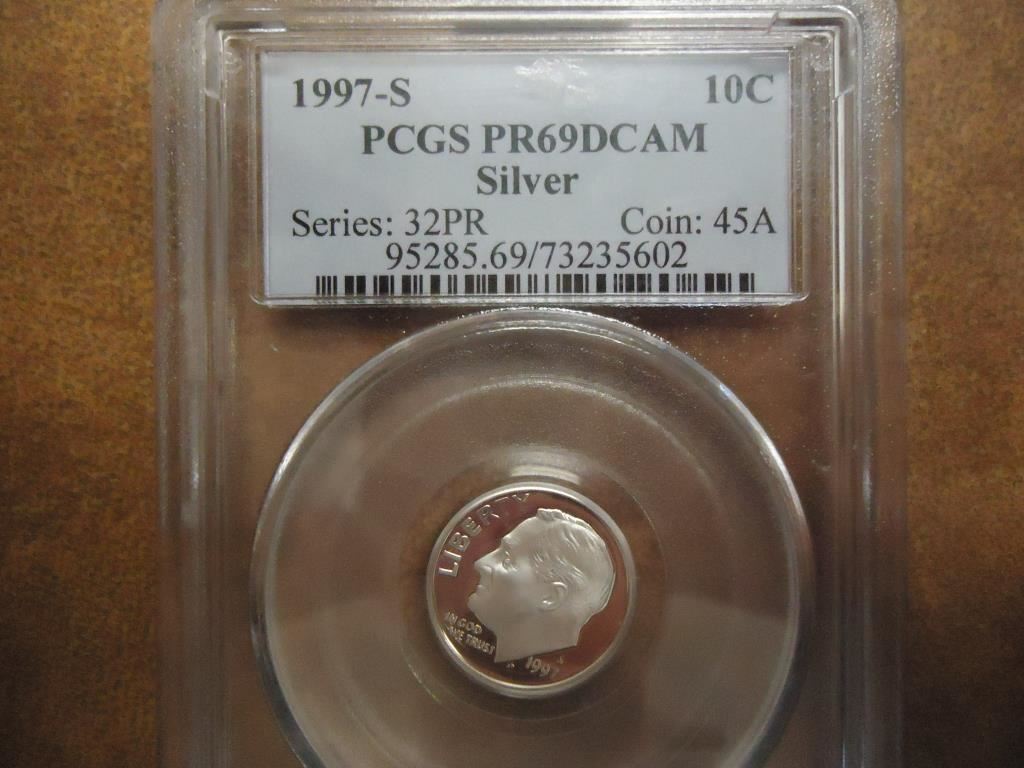 1997-S 10C
PCGS PR69DCAM
Silver
Series: 32PR Coin: 45A
95285.69/73235602
LIBERTY
IN GOD
WE TRUST
1997
S